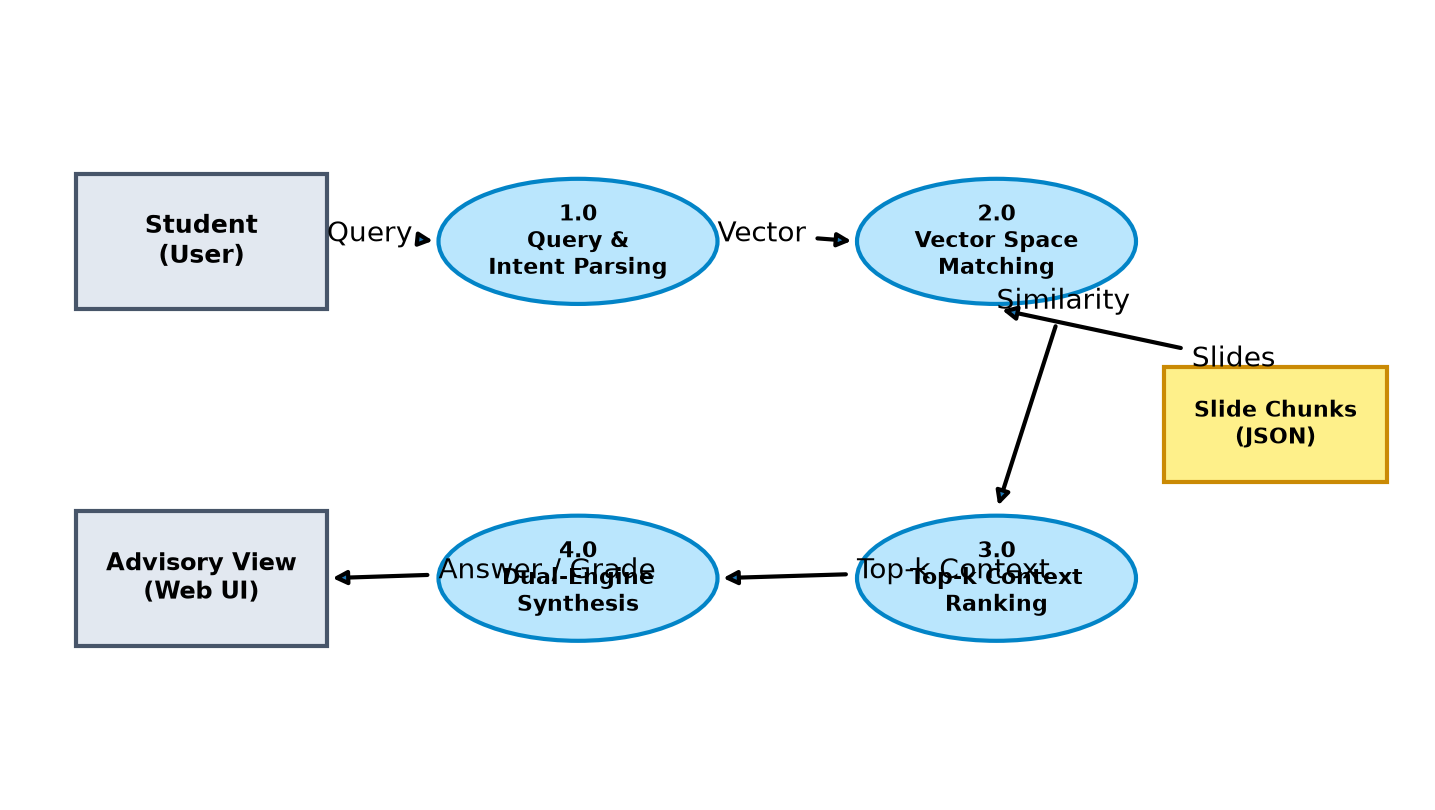 Student
(User)
Query
1.0
Query &
Intent Parsing
Vector
2.0
Vector Space
Matching
Similarity
Slides
Slide Chunks
(JSON)
Advisory View
(Web UI)
Answer / Grade
4.0
Dual-Engine
Synthesis
Top-k Context
3.0
Top-k Context
Ranking